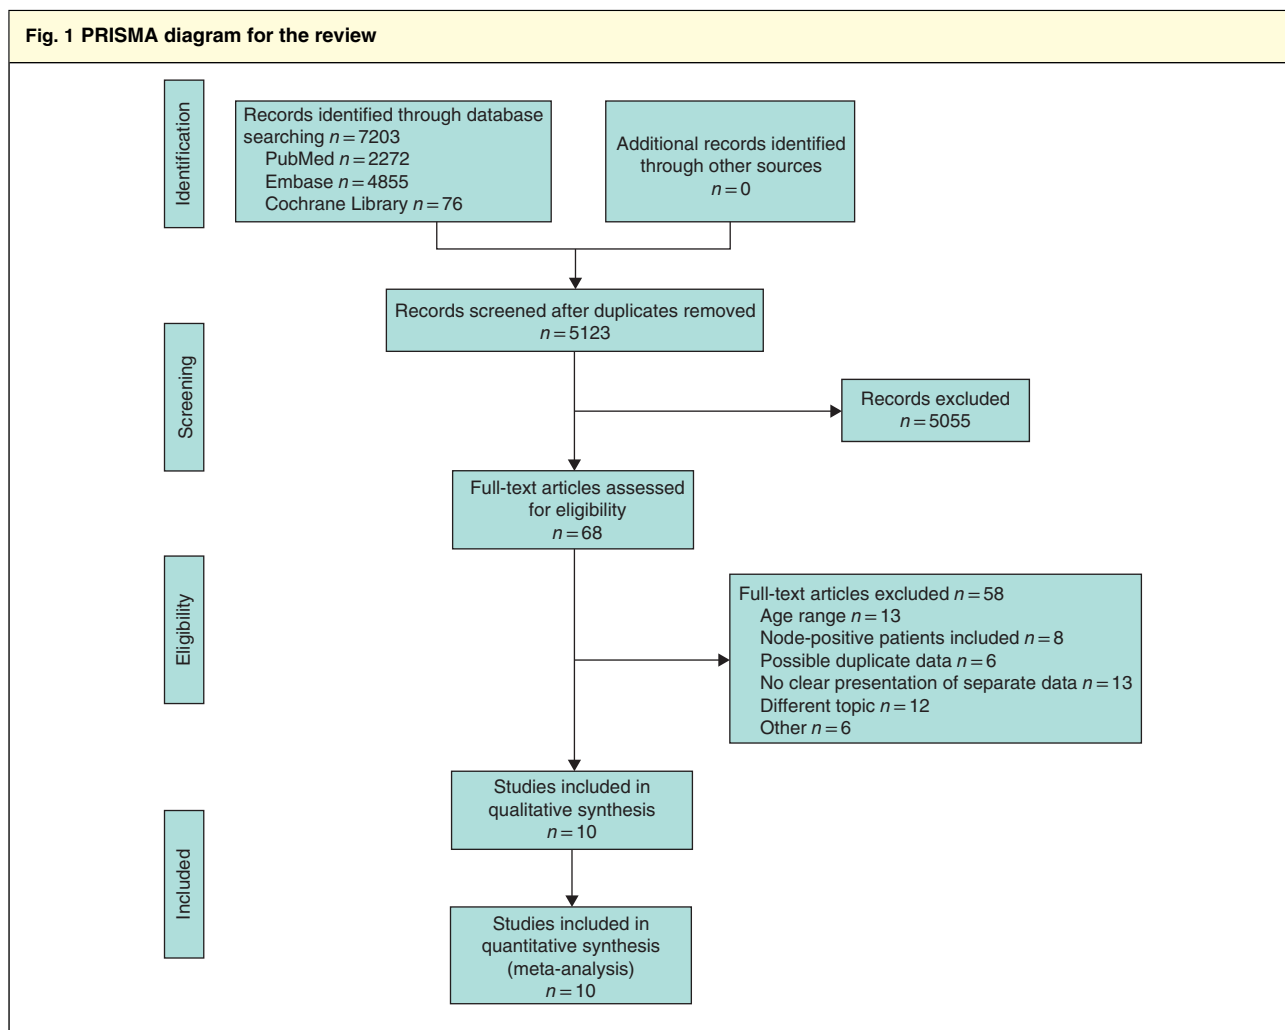 Fig. 1 PRISMA diagram for the review
Identification
Records identified through database
searching n = 7203
PubMed n = 2272
Embase n = 4855
Cochrane Library n = 76
Additional records identified
through other sources
n = 0
Records screened after duplicates removed
n = 5123
Screening
Records excluded
n = 5055
Full-text articles assessed
for eligibility
n = 68
Eligibility
Full-text articles excluded n = 58
Age range n = 13
Node-positive patients included n = 8
Possible duplicate data n = 6
No clear presentation of separate data n = 13
Different topic n = 12
Other n = 6
Studies included in
qualitative synthesis
n = 10
Included
Studies included in
quantitative synthesis
(meta-analysis)
n = 10